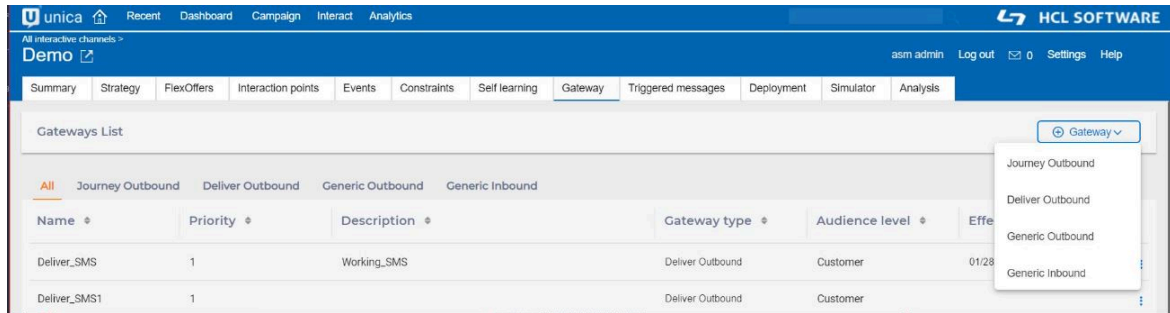 unica Recent Dashboard Campaign Interact Analytics HCL SOFTWARE
All interactive channels >
Demo asm admin Log out 0 Settings Help
Summary Strategy FlexOffers Interaction points Events Constraints Self learning Gateway Triggered messages Deployment Simulator Analysis
Gateways List Gateway
Journey Outbound
Deliver Outbound
Generic Outbound
Generic Inbound
All Journey Outbound Deliver Outbound Generic Outbound Generic Inbound
Name Priority Description Gateway type Audience level Effe
Deliver_SMS 1 Working_SMS Deliver Outbound Customer 01/28
Deliver_SMS1 1 Deliver Outbound Customer